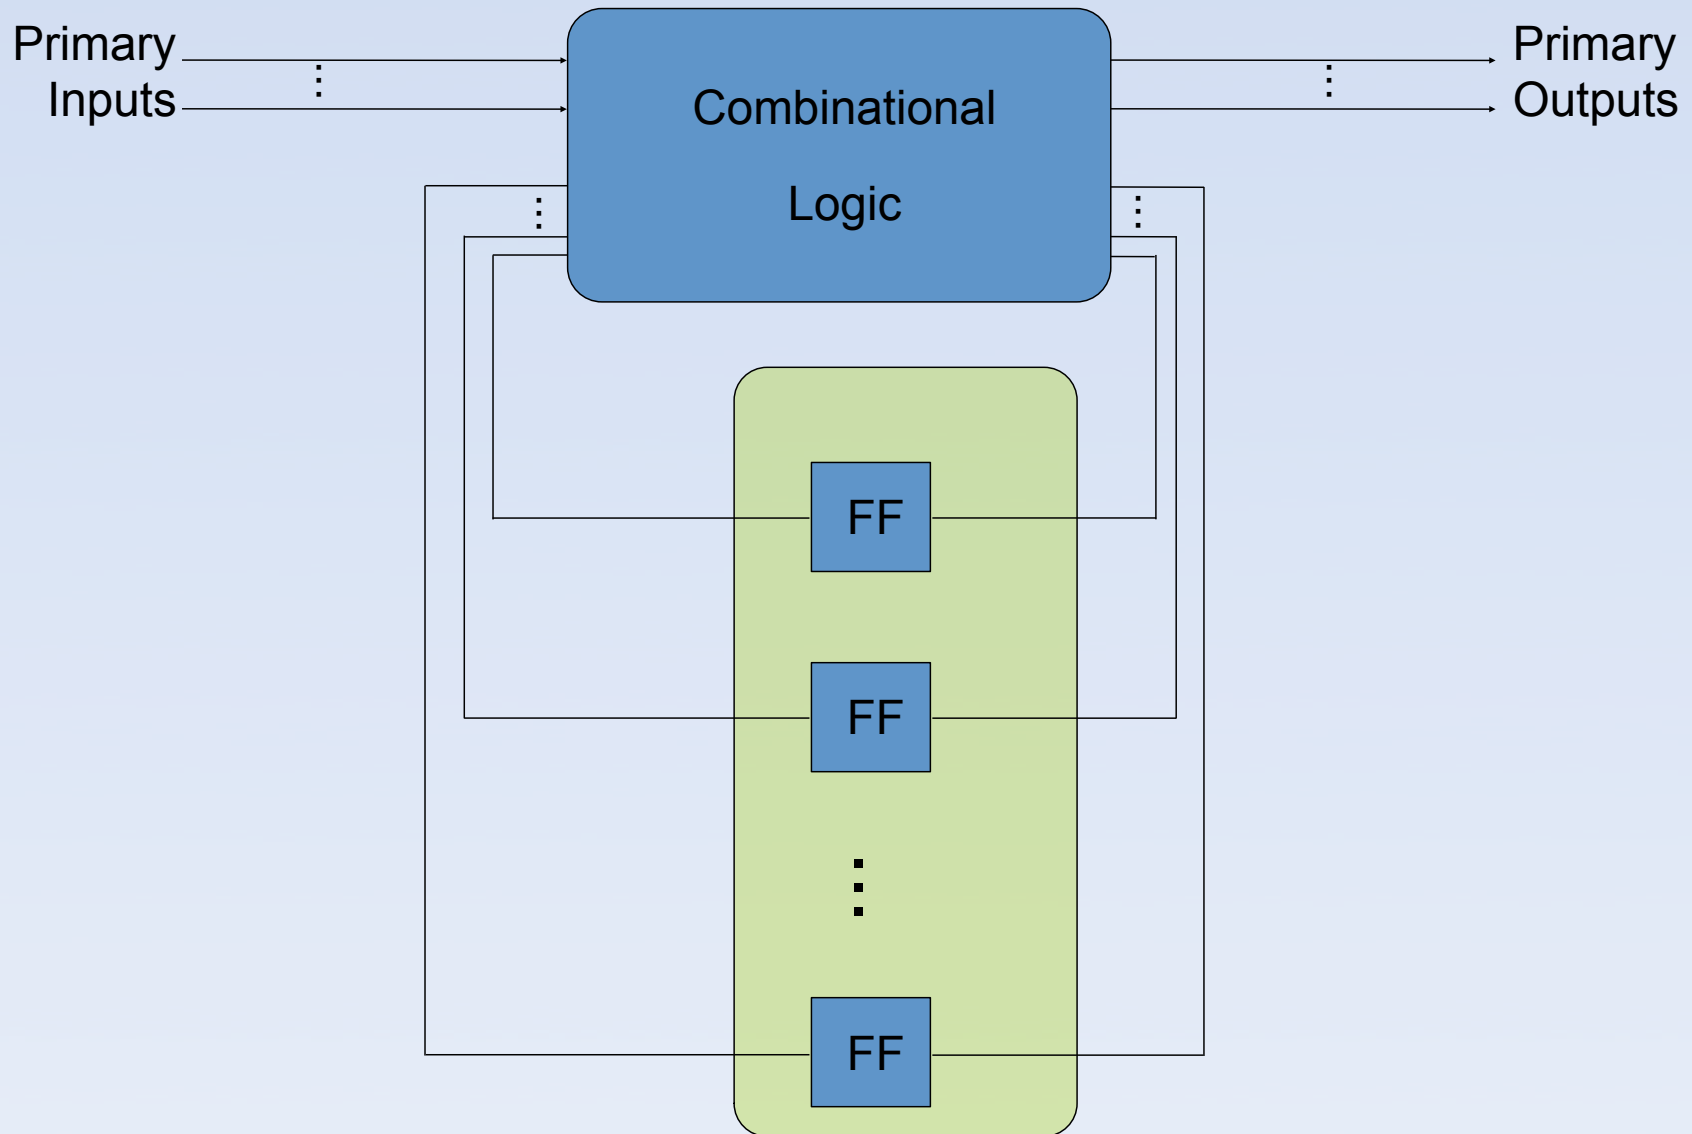 Primary
Inputs
Combinational
Logic
Primary
Outputs
FF
FF
FF